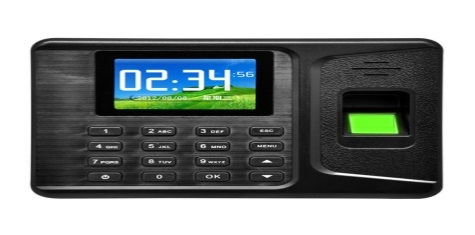 02:34:56
1 2 ABC 3 DEF ESC
4 GHI 5 JKL 6 MNO MENU
7 PQRS 8 TUV 9 WXYZ
0 OK